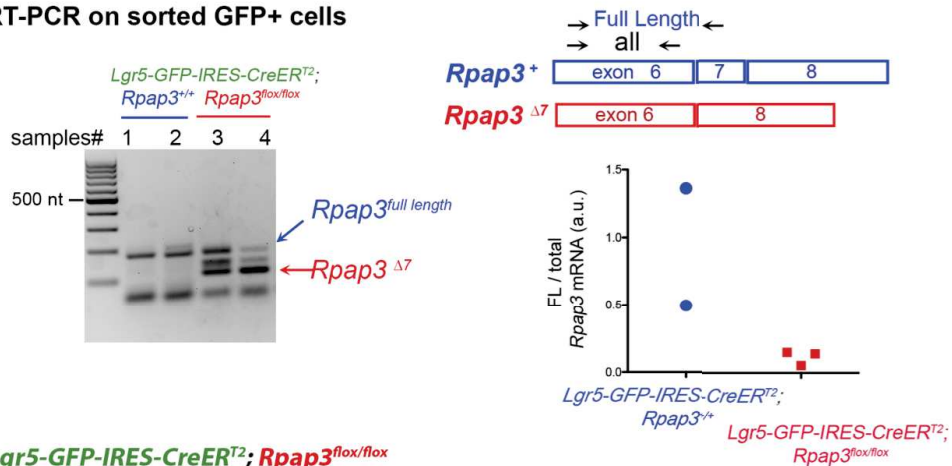 RT-PCR on sorted GFP+ cells
Lgr5-GFP-IRES-CreERT2;
Rpap3+/+ Rpap3flox/flox
samples# 1 2 3 4
500 nt
Rpap3full length
Rpap3 Δ7
Full Length
all
Rpap3+ exon 6 7 8
Rpap3 Δ7 exon 6 8
FL / total
Rpap3 mRNA (a.u.)
1.5
1.0
0.5
0.0
Lgr5-GFP-IRES-CreERT2;
Rpap3-/+
Lgr5-GFP-IRES-CreERT2;
Rpap3flox/flox
gr5-GFP-IRES-CreERT2; Rpap3flox/flox